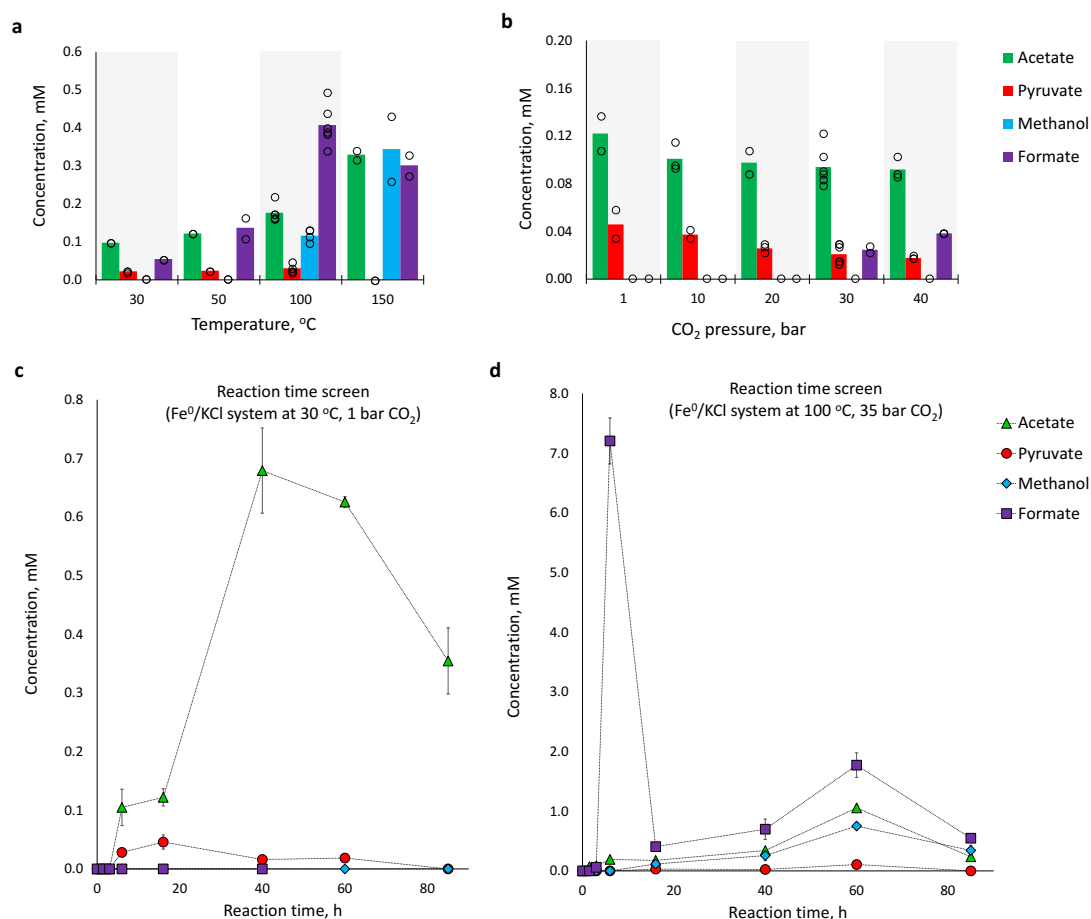 a
0.6
0.5
0.4
0.3
0.2
0.1
0.0
Concentration, mM
30 50 100 150
Temperature, °C
b
0.20
0.16
0.12
0.08
0.04
0.00
Concentration, mM
1 10 20 30 40
CO₂ pressure, bar
Acetate
Pyruvate
Methanol
Formate
c
Reaction time screen
(Fe⁰/KCl system at 30 °C, 1 bar CO₂)
0.8
0.7
0.6
0.5
0.4
0.3
0.2
0.1
0.0
Concentration, mM
0 20 40 60 80
Reaction time, h
d
Reaction time screen
(Fe⁰/KCl system at 100 °C, 35 bar CO₂)
8.0
7.0
6.0
5.0
4.0
3.0
2.0
1.0
0.0
Concentration, mM
0 20 40 60 80
Reaction time, h
Acetate
Pyruvate
Methanol
Formate